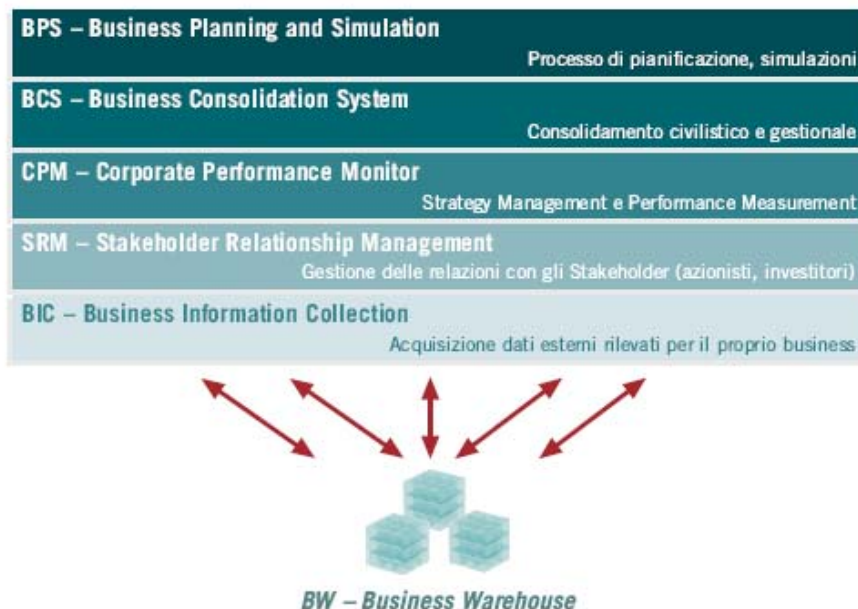 BPS – Business Planning and Simulation
Processo di pianificazione, simulazioni
BCS – Business Consolidation System
Consolidamento civilistico e gestionale
CPM – Corporate Performance Monitor
Strategy Management e Performance Measurement
SRM – Stakeholder Relationship Management
Gestione delle relazioni con gli Stakeholder (azionisti, investitori)
BIC – Business Information Collection
Acquisizione dati esterni rilevati per il proprio business
BW – Business Warehouse